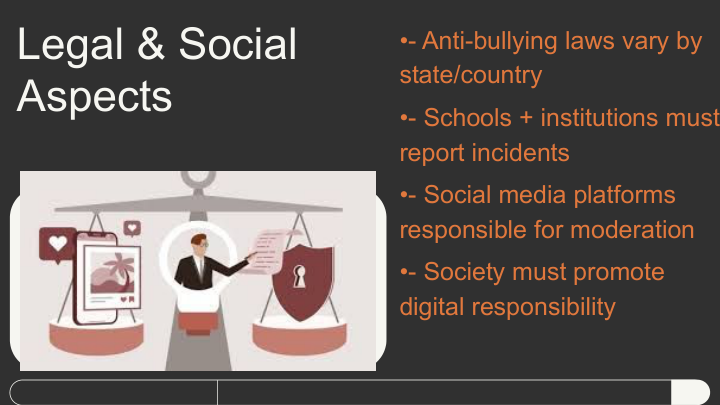 Legal & Social
Aspects
•- Anti-bullying laws vary by
state/country
•- Schools + institutions must
report incidents
•- Social media platforms
responsible for moderation
•- Society must promote
digital responsibility